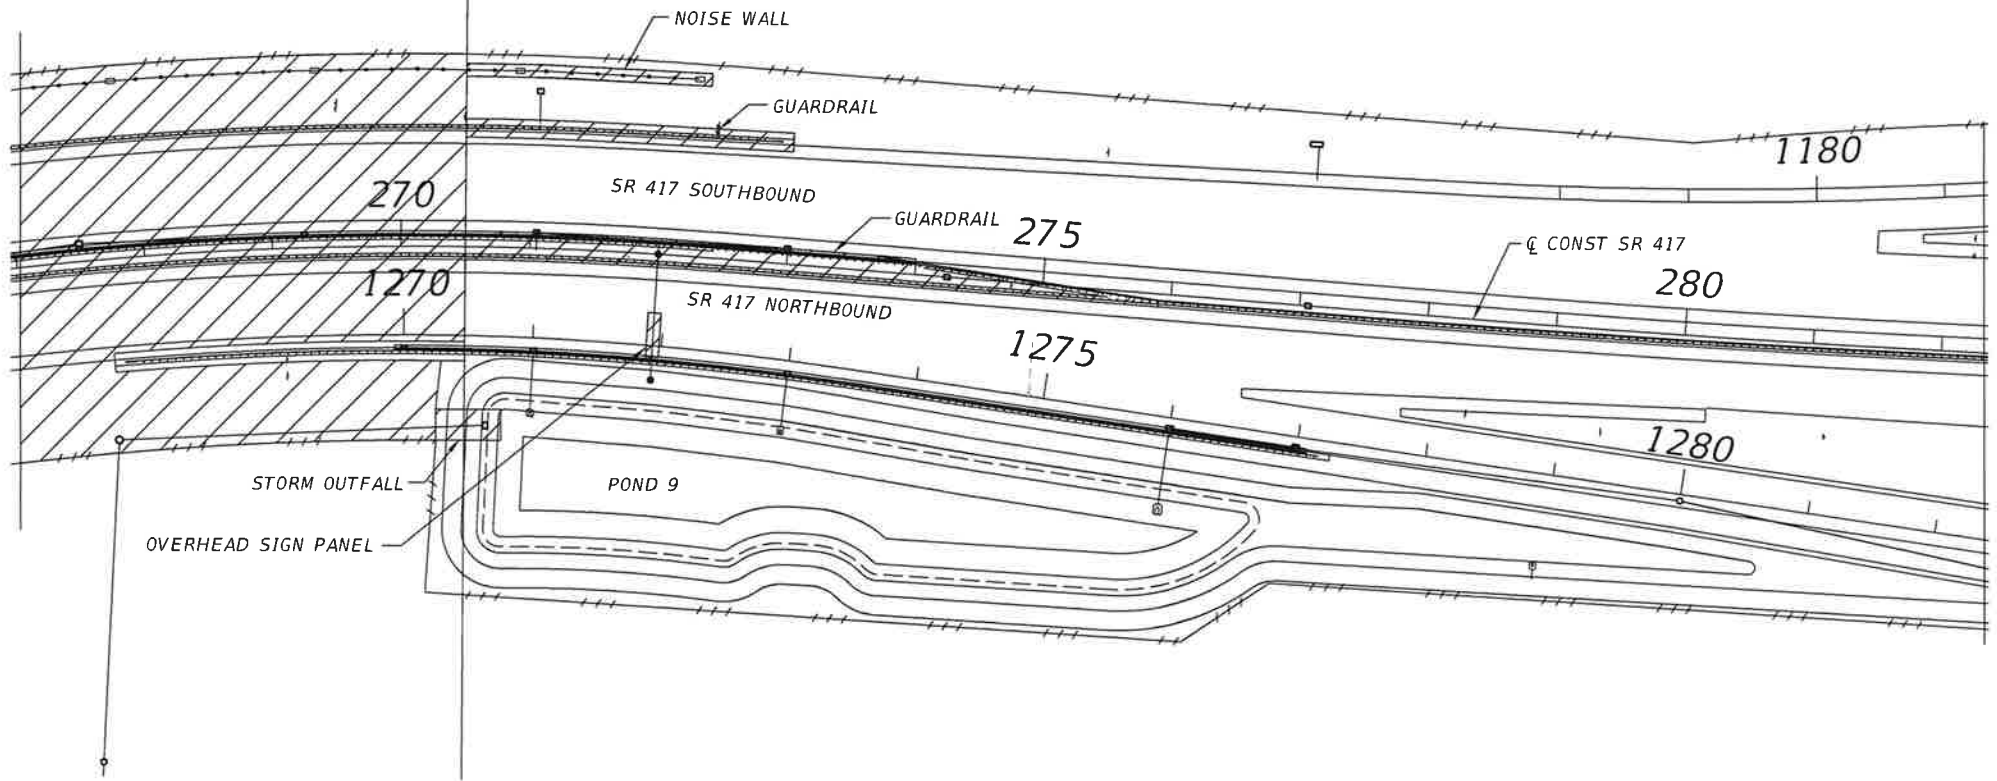 NOISE WALL
GUARDRAIL
1180
SR 417 SOUTHBOUND
270
GUARDRAIL
275
℄ CONST SR 417
280
1270
SR 417 NORTHBOUND
1275
1280
STORM OUTFALL
POND 9
OVERHEAD SIGN PANEL